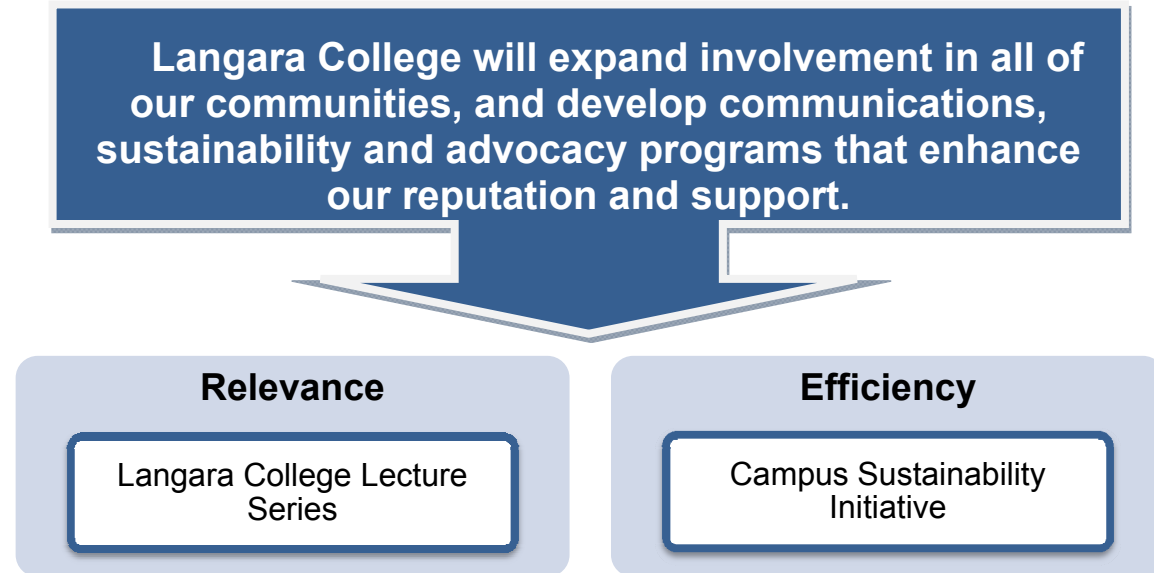 Langara College will expand involvement in all of
our communities, and develop communications,
sustainability and advocacy programs that enhance
our reputation and support.
Relevance
Langara College Lecture
Series
Efficiency
Campus Sustainability
Initiative